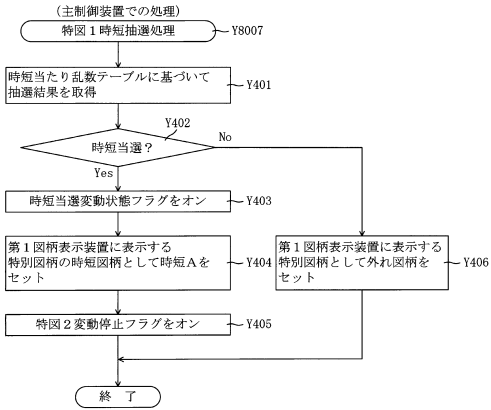 (主制御装置での処理)
特図1時短抽選処理
Y8007
時短当たり乱数テーブルに基づいて
抽選結果を取得
Y401
Y402
時短当選?
No
Yes
時短当選変動状態フラグをオン
Y403
第1図柄表示装置に表示する
特別図柄の時短図柄として時短Aを
セット
Y404
第1図柄表示装置に表示する
特別図柄として外れ図柄を
セット
Y406
特図2変動停止フラグをオン
Y405
終 了